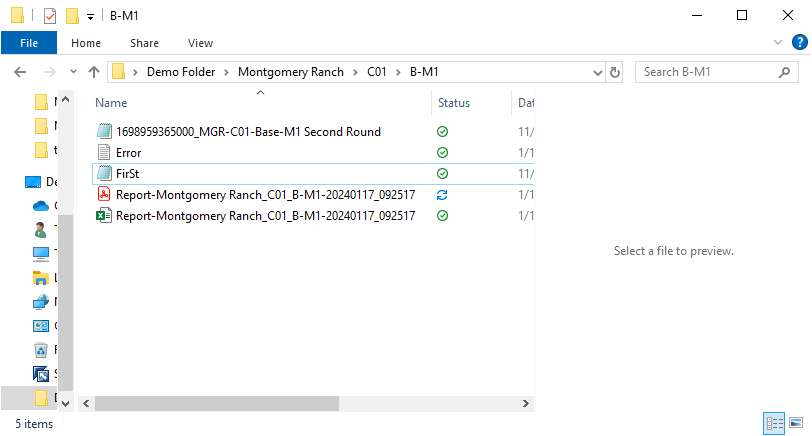 B-M1
File Home Share View
Demo Folder Montgomery Ranch C01 B-M1 Search B-M1
Name Status
1698959365000_MGR-C01-Base-M1 Second Round 11/
Error 1/1
FirSt 11/
Report-Montgomery Ranch_C01_B-M1-20240117_092517 1/1
Report-Montgomery Ranch_C01_B-M1-20240117_092517 1/1
Select a file to preview.
5 items